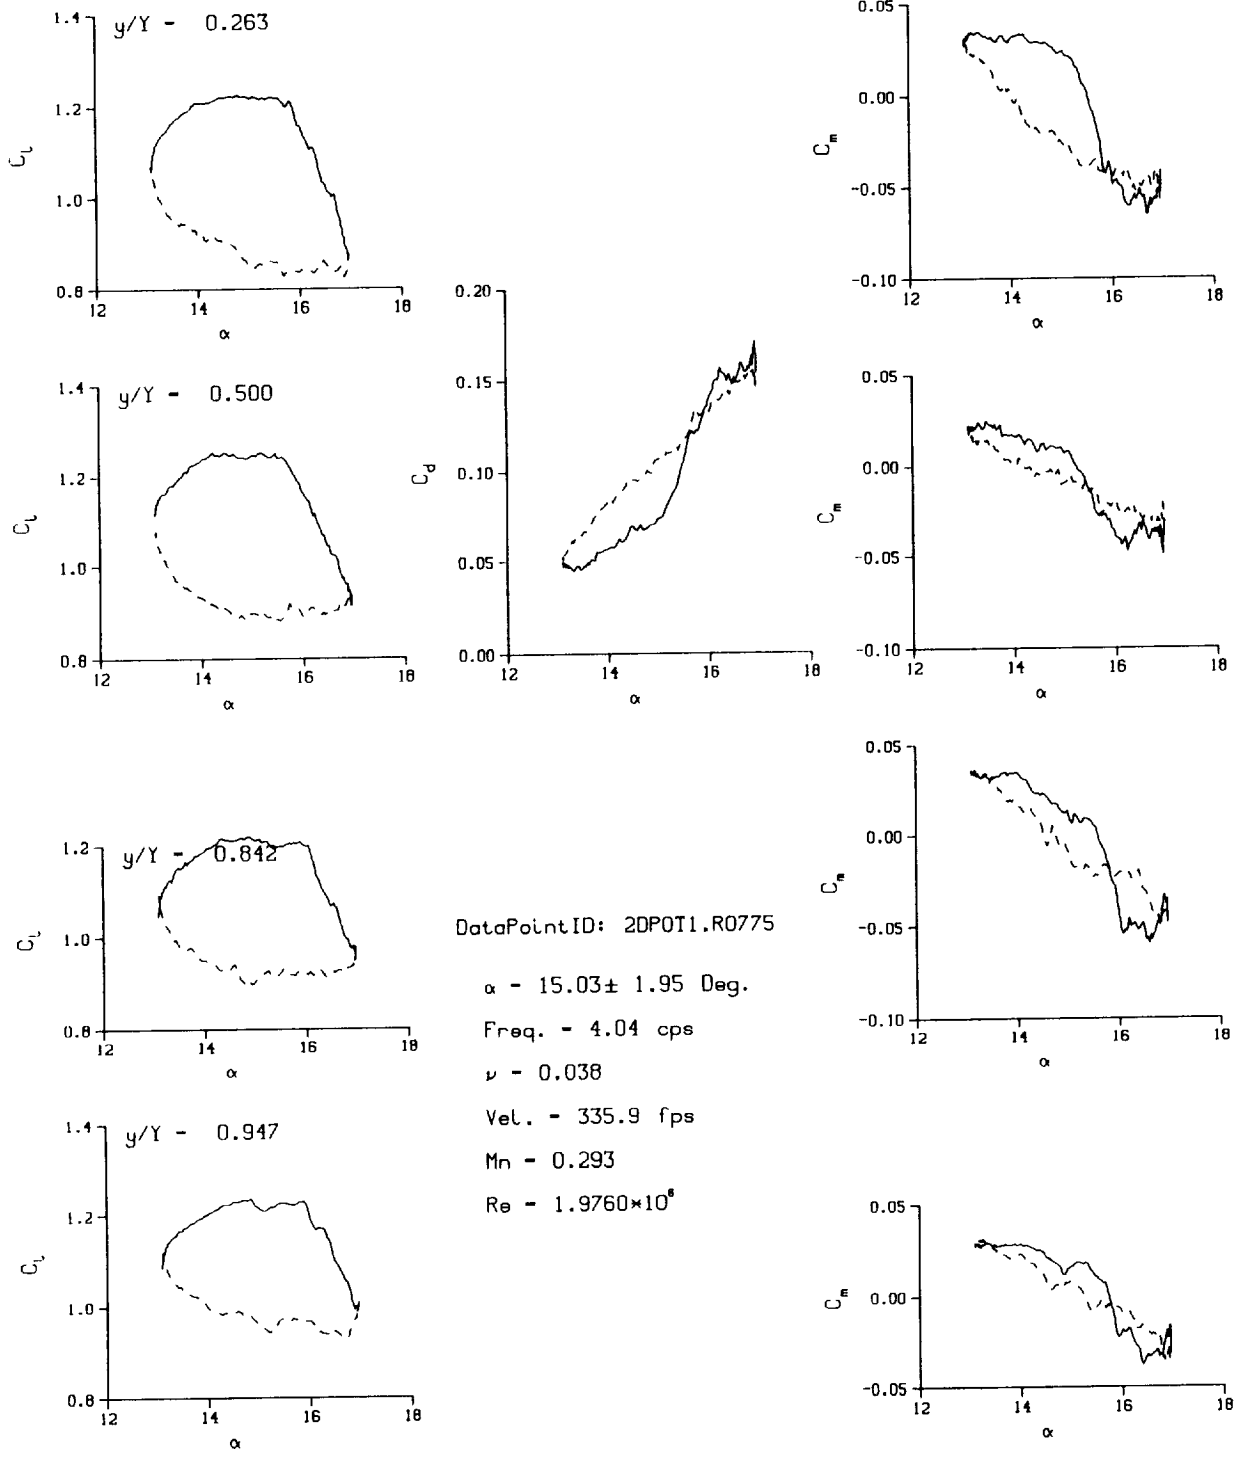 y/Y - 0.263
1.4
1.2
1.0
0.8
C_l
12 14 16 18
α
0.05
0.00
-0.05
-0.10
C_m
12 14 16 18
α
y/Y - 0.500
1.4
1.2
1.0
0.8
C_l
12 14 16 18
α
0.20
0.15
0.10
0.05
0.00
C_d
12 14 16 18
α
0.05
0.00
-0.05
-0.10
C_m
12 14 16 18
α
y/Y - 0.842
1.2
1.0
0.8
C_l
12 14 16 18
α
0.05
0.00
-0.05
-0.10
C_m
12 14 16 18
α
DataPointID: 2DPOT1.R0775
α - 15.03± 1.95 Deg.
Freq. - 4.04 cps
ν - 0.038
Vel. - 335.9 fps
Mn - 0.293
Re - 1.9760*10^6
y/Y - 0.947
1.4
1.2
1.0
0.8
C_l
12 14 16 18
α
0.05
0.00
-0.05
C_m
12 14 16 18
α